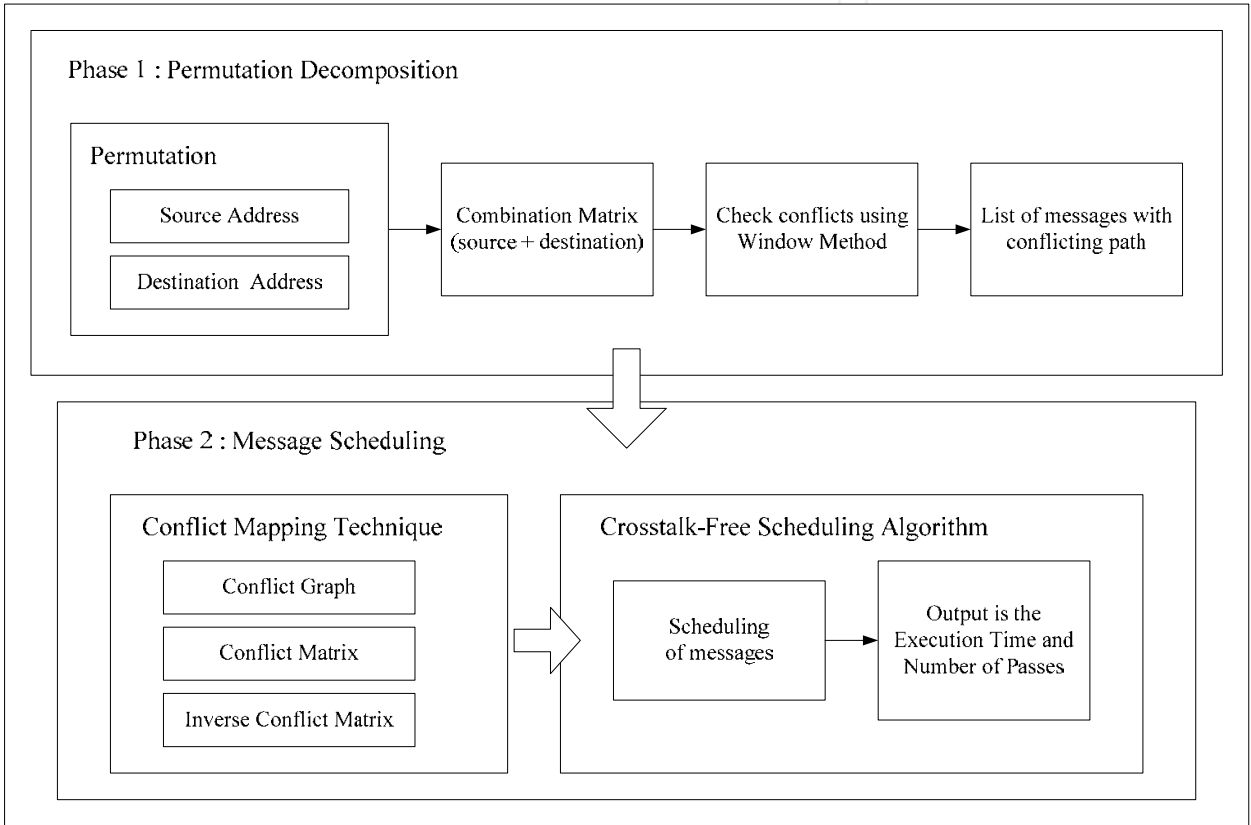 Phase 1 : Permutation Decomposition
Permutation
Source Address
Destination Address
Combination Matrix
(source + destination)
Check conflicts using
Window Method
List of messages with
conflicting path
Phase 2 : Message Scheduling
Conflict Mapping Technique
Conflict Graph
Conflict Matrix
Inverse Conflict Matrix
Crosstalk-Free Scheduling Algorithm
Scheduling
of messages
Output is the
Execution Time and
Number of Passes